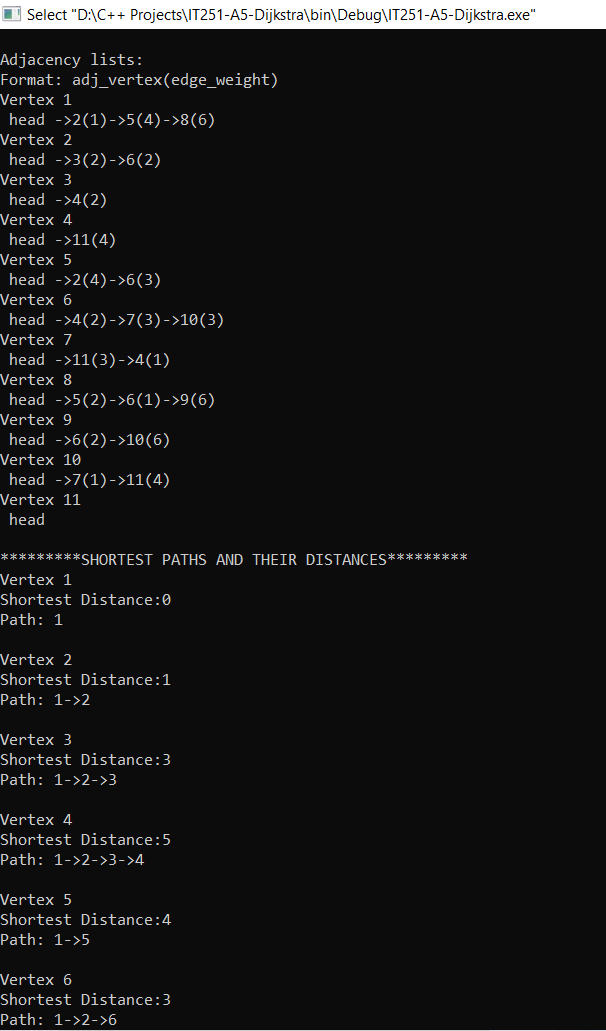 Select "D:\C++ Projects\IT251-A5-Dijkstra\bin\Debug\IT251-A5-Dijkstra.exe"
Adjacency lists:
Format: adj_vertex(edge_weight)
Vertex 1
 head ->2(1)->5(4)->8(6)
Vertex 2
 head ->3(2)->6(2)
Vertex 3
 head ->4(2)
Vertex 4
 head ->11(4)
Vertex 5
 head ->2(4)->6(3)
Vertex 6
 head ->4(2)->7(3)->10(3)
Vertex 7
 head ->11(3)->4(1)
Vertex 8
 head ->5(2)->6(1)->9(6)
Vertex 9
 head ->6(2)->10(6)
Vertex 10
 head ->7(1)->11(4)
Vertex 11
 head
*********SHORTEST PATHS AND THEIR DISTANCES*********
Vertex 1
Shortest Distance:0
Path: 1
Vertex 2
Shortest Distance:1
Path: 1->2
Vertex 3
Shortest Distance:3
Path: 1->2->3
Vertex 4
Shortest Distance:5
Path: 1->2->3->4
Vertex 5
Shortest Distance:4
Path: 1->5
Vertex 6
Shortest Distance:3
Path: 1->2->6